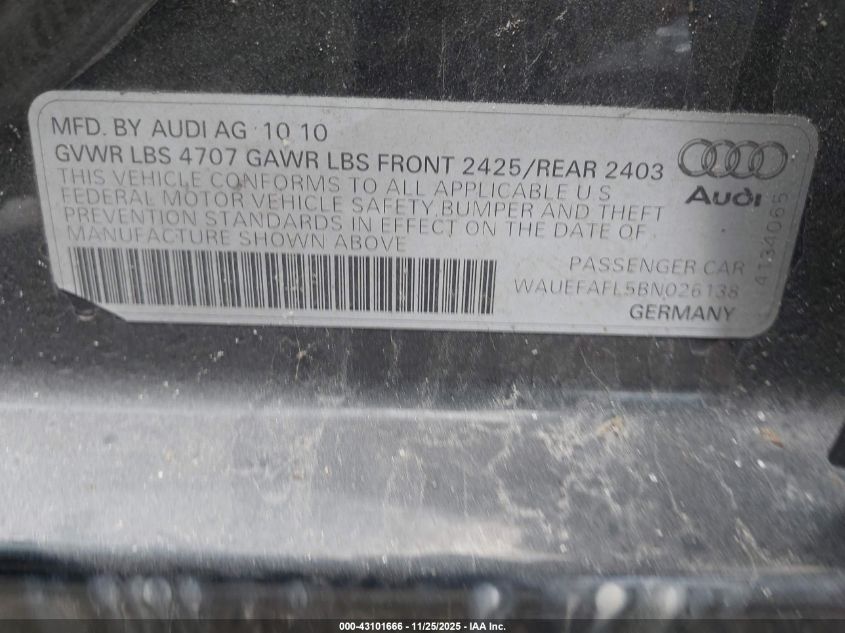 MFD. BY AUDI AG 10 10
GVWR LBS 4707 GAWR LBS FRONT 2425/REAR 2403
THIS VEHICLE CONFORMS TO ALL APPLICABLE U S
FEDERAL MOTOR VEHICLE SAFETY, BUMPER AND THEFT
PREVENTION STANDARDS IN EFFECT ON THE DATE OF
MANUFACTURE SHOWN ABOVE
Audi
4134065
PASSENGER CAR
WAUEFAFL5BN026138
GERMANY
000-43101666 - 11/25/2025 - IAA Inc.